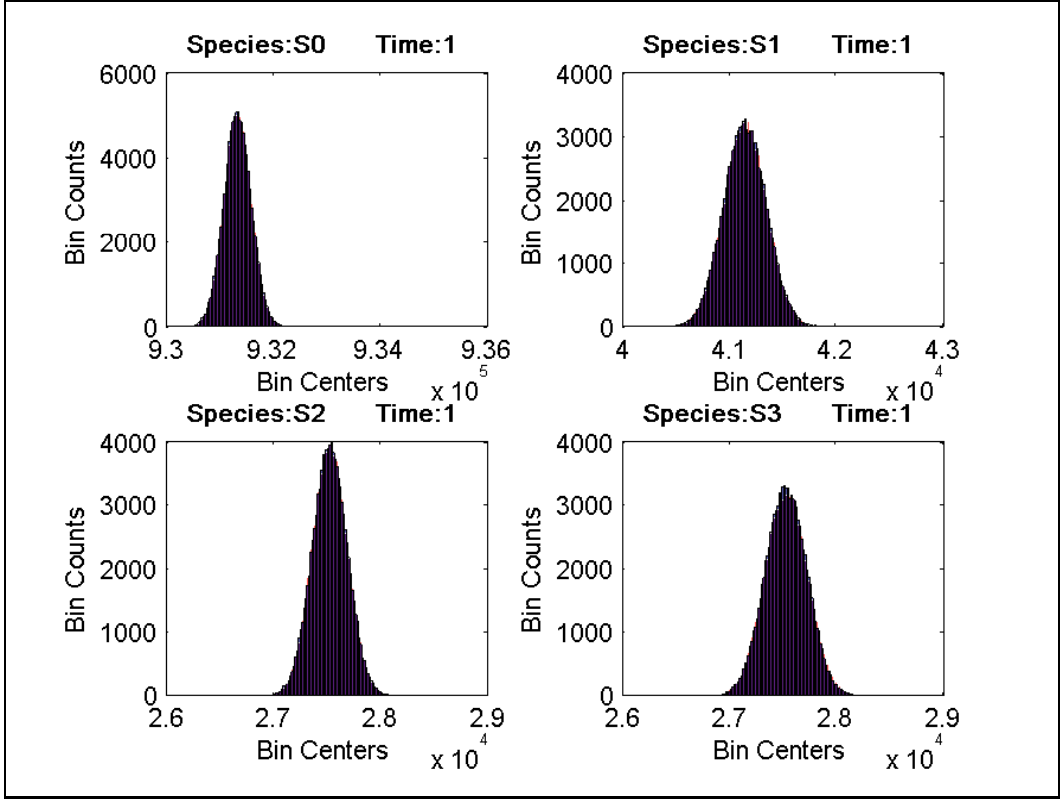 Species:S0 Time:1
6000
4000
2000
0
Bin Counts
9.3 9.32 9.34 9.36
Bin Centers
x 10^5
Species:S1 Time:1
4000
3000
2000
1000
0
Bin Counts
4 4.1 4.2 4.3
Bin Centers
x 10^4
Species:S2 Time:1
4000
3000
2000
1000
0
Bin Counts
2.6 2.7 2.8 2.9
Bin Centers
x 10^4
Species:S3 Time:1
4000
3000
2000
1000
0
Bin Counts
2.6 2.7 2.8 2.9
Bin Centers
x 10^4